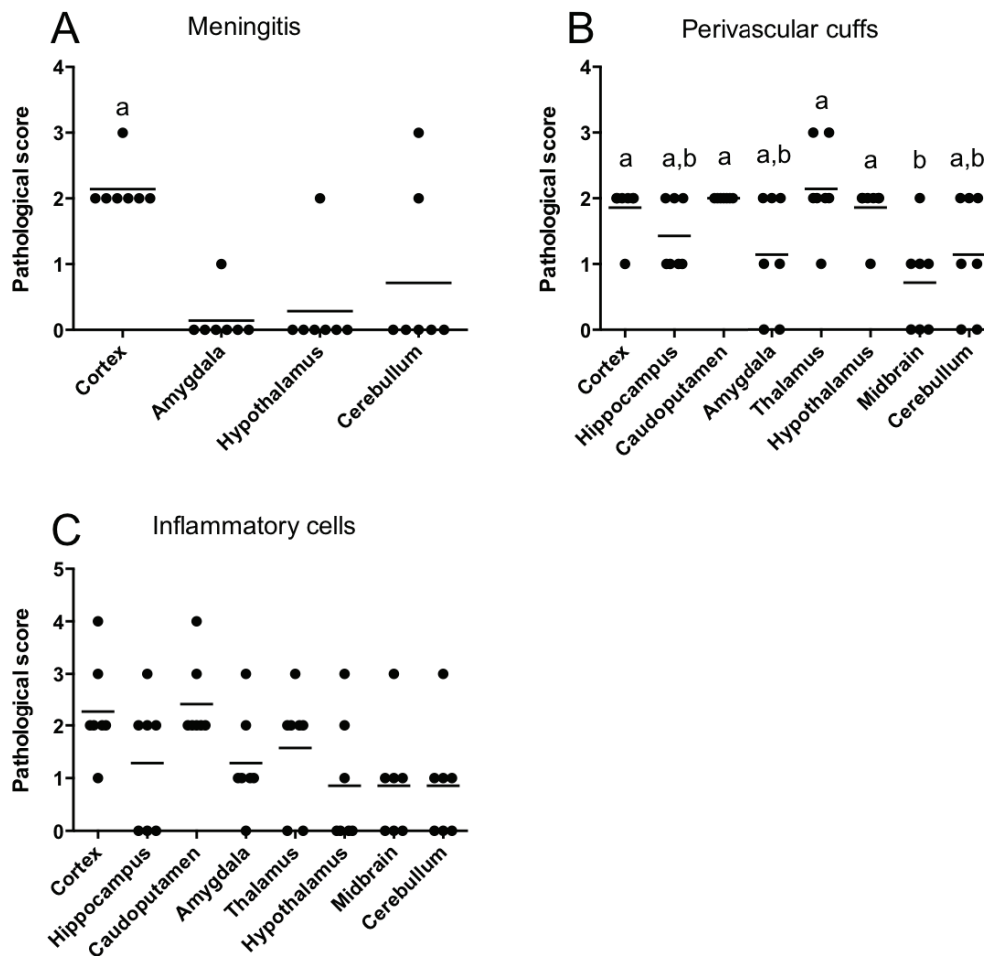 A
Meningitis
Pathological score
4
3
2
1
0
a
Cortex
Amygdala
Hypothalamus
Cerebullum
B
Perivascular cuffs
Pathological score
4
3
2
1
0
a
a,b
a
a,b
a
a
b
a,b
Cortex
Hippocampus
Caudoputamen
Amygdala
Thalamus
Hypothalamus
Midbrain
Cerebullum
C
Inflammatory cells
Pathological score
5
4
3
2
1
0
Cortex
Hippocampus
Caudoputamen
Amygdala
Thalamus
Hypothalamus
Midbrain
Cerebullum